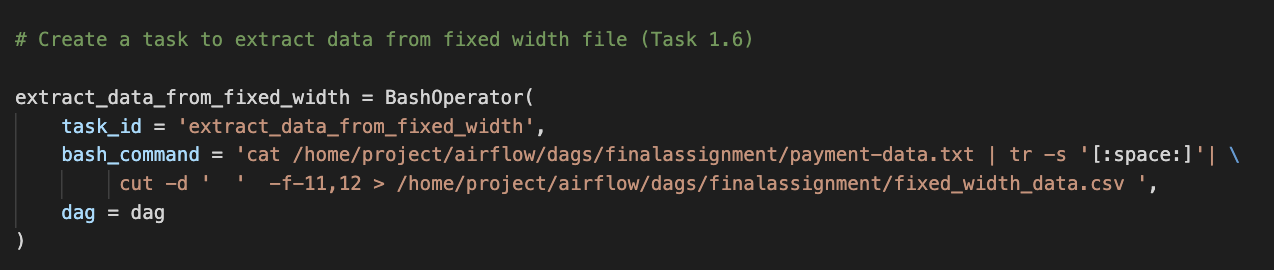 # Create a task to extract data from fixed width file (Task 1.6)
extract_data_from_fixed_width = BashOperator(
    task_id = 'extract_data_from_fixed_width',
    bash_command = 'cat /home/project/airflow/dags/finalassignment/payment-data.txt | tr -s '[:space:]'| \
         cut -d '  '  -f-11,12 > /home/project/airflow/dags/finalassignment/fixed_width_data.csv ',
    dag = dag
)